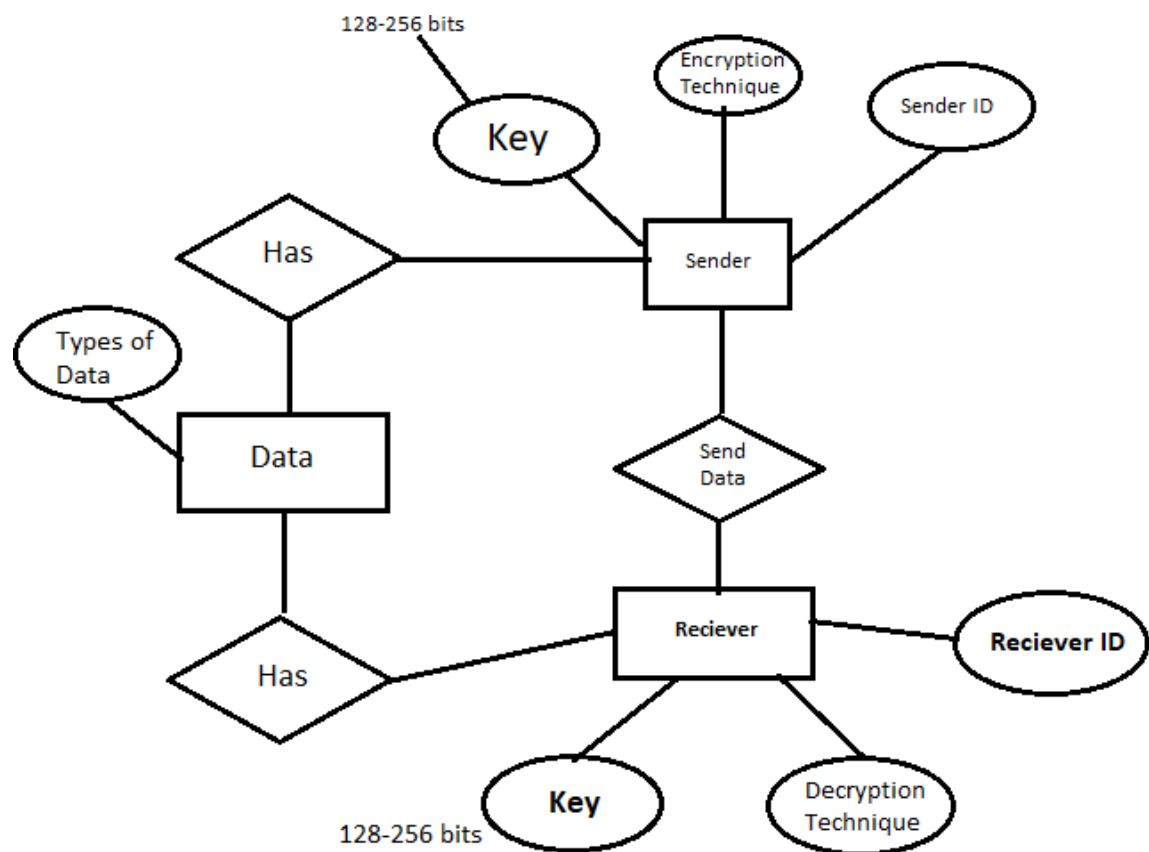 128-256 bits
Encryption
Technique
Sender ID
Key
Has
Sender
Types of
Data
Data
Send
Data
Reciever
Reciever ID
Has
Key
Decryption
Technique
128-256 bits